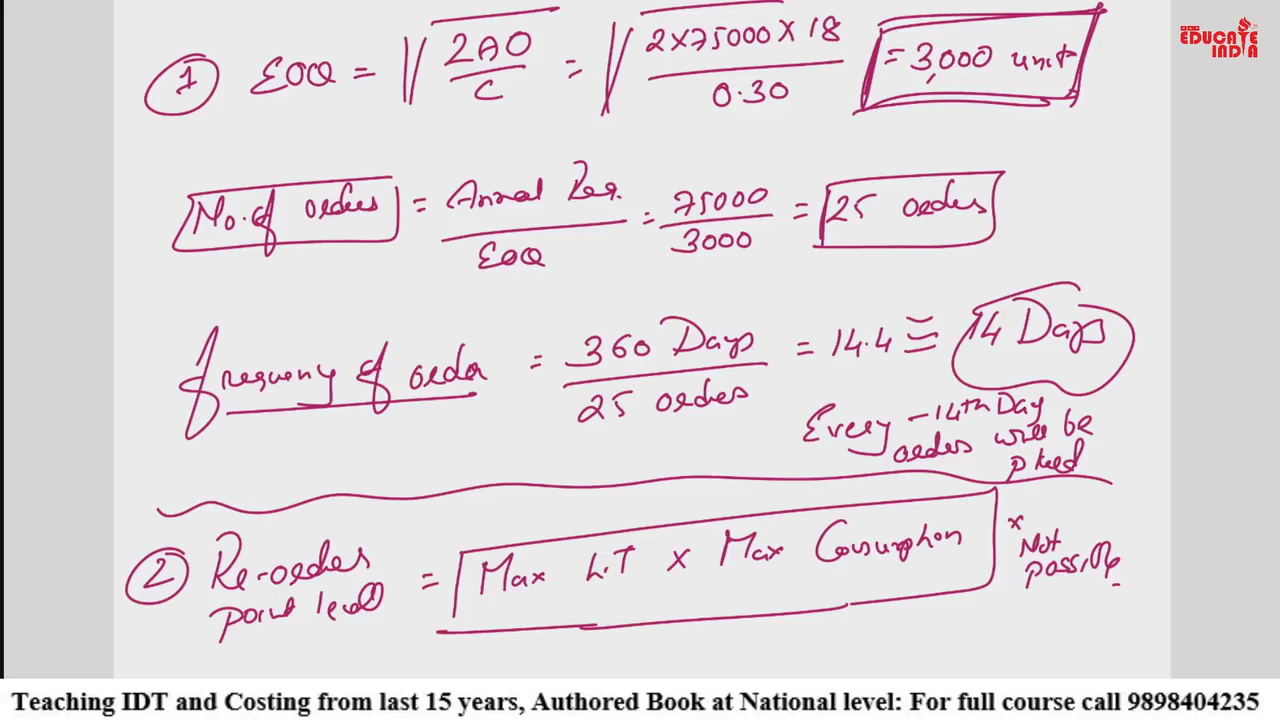 EDUCATE
INDIA
1 EOQ = √2AO/C = √2×75000×18/0.30 = 3,000 unit
No. of orders = Annual Req./EOQ = 75000/3000 = 25 orders
frequency of order = 360 Days/25 orders = 14.4 ≅ 14 Days
Every - 14th Day
orders will be
placed
2 Re-order
point level = Max L.T × Max Consumption
× Not
possible
Teaching IDT and Costing from last 15 years, Authored Book at National level: For full course call 9898404235